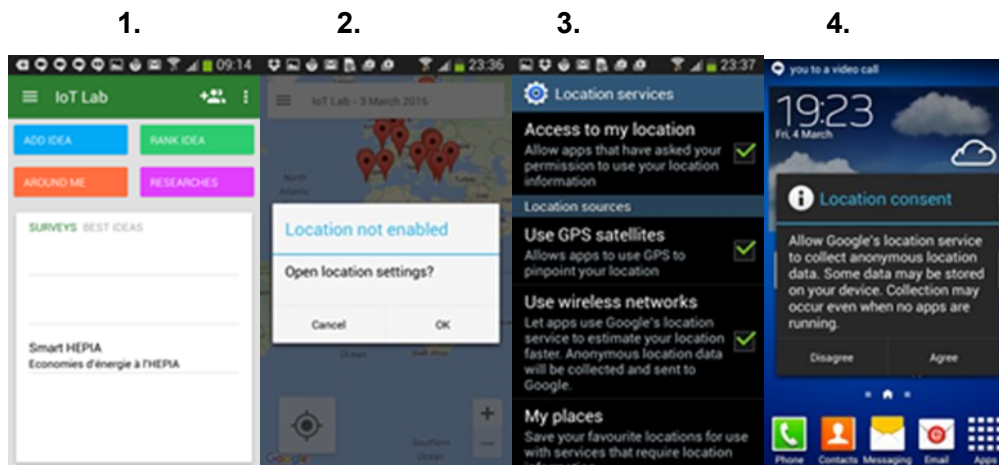 1.
2.
3.
4.
09:14
IoT Lab
ADD IDEA
RANK IDEA
AROUND ME
RESEARCHES
SURVEYS BEST IDEAS
Smart HEPIA
Economies d'énergie à l'HEPIA
23:36
IoT Lab - 3 March 2016
North
Atlantic
Turkey
Location not enabled
Open location settings?
Cancel
OK
Ocean
South Africa
Southern
Ocean
Google
23:37
Location services
Access to my location
Allow apps that have asked your
permission to use your location
information
Location sources
Use GPS satellites
Allows apps to use GPS to
pinpoint your location
Use wireless networks
Let apps use Google's location
service to estimate your location
faster. Anonymous location data
will be collected and sent to
Google.
My places
Save your favourite locations for use
with services that require location
information
you to a video call
19:23
Fri, 4 March
Location consent
Allow Google's location service
to collect anonymous location
data. Some data may be stored
on your device. Collection may
occur even when no apps are
running.
Disagree
Agree
Phone
Contacts
Messaging
Email
Apps